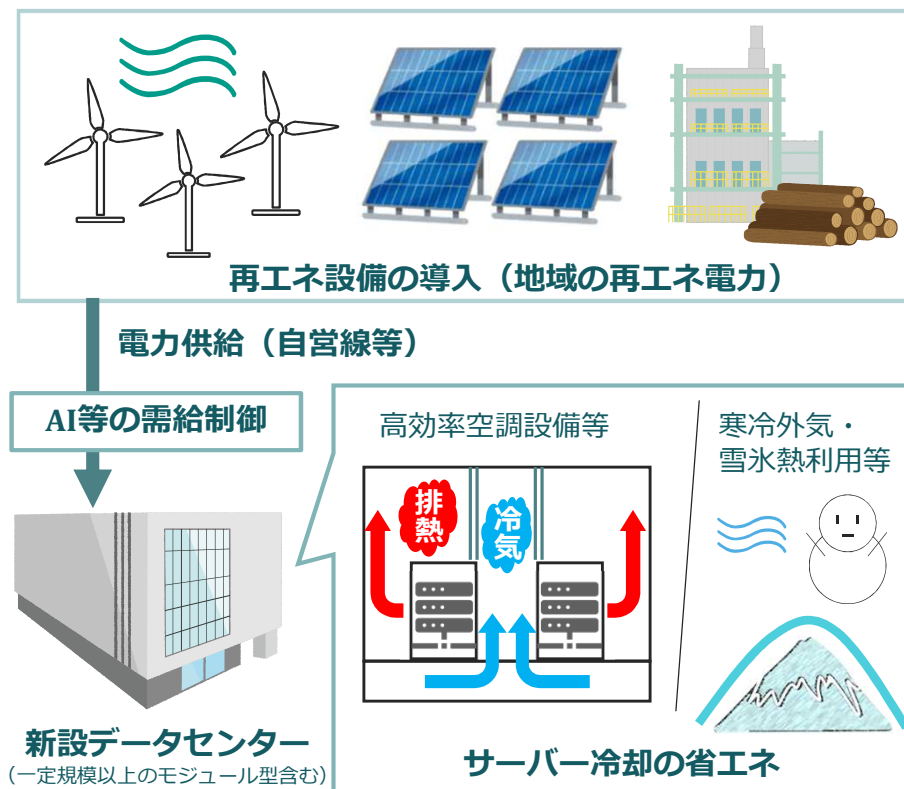 再エネ設備の導入（地域の再エネ電力）
電力供給（自営線等）
AI等の需給制御
高効率空調設備等
寒冷外気・
雪氷熱利用等
排熱
冷気
新設データセンター
（一定規模以上のモジュール型含む）
サーバー冷却の省エネ